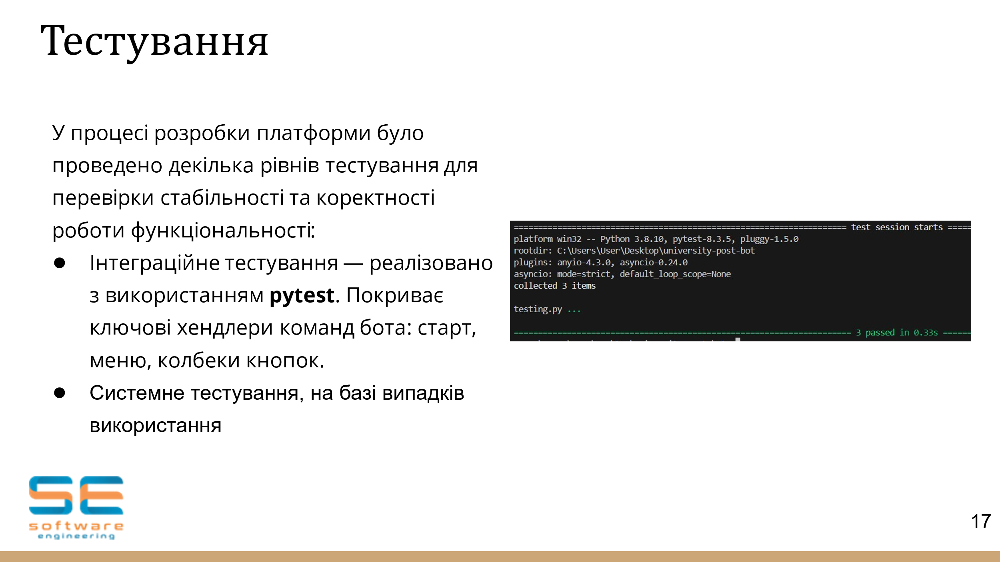 Тестування
У процесі розробки платформи було
проведено декілька рівнів тестування для
перевірки стабільності та коректності
роботи функціональності:
● Інтеграційне тестування — реалізовано
з використанням pytest. Покриває
ключові хендлери команд бота: старт,
меню, колбеки кнопок.
● Системне тестування, на базі випадків
використання
===================================================================== test session starts =====
platform win32 -- Python 3.8.10, pytest-8.3.5, pluggy-1.5.0
rootdir: C:\Users\User\Desktop\university-post-bot
plugins: anyio-4.3.0, asyncio-0.24.0
asyncio: mode=strict, default_loop_scope=None
collected 3 items
testing.py ...
====================================================================== 3 passed in 0.33s ======
SE
software
engineering
17